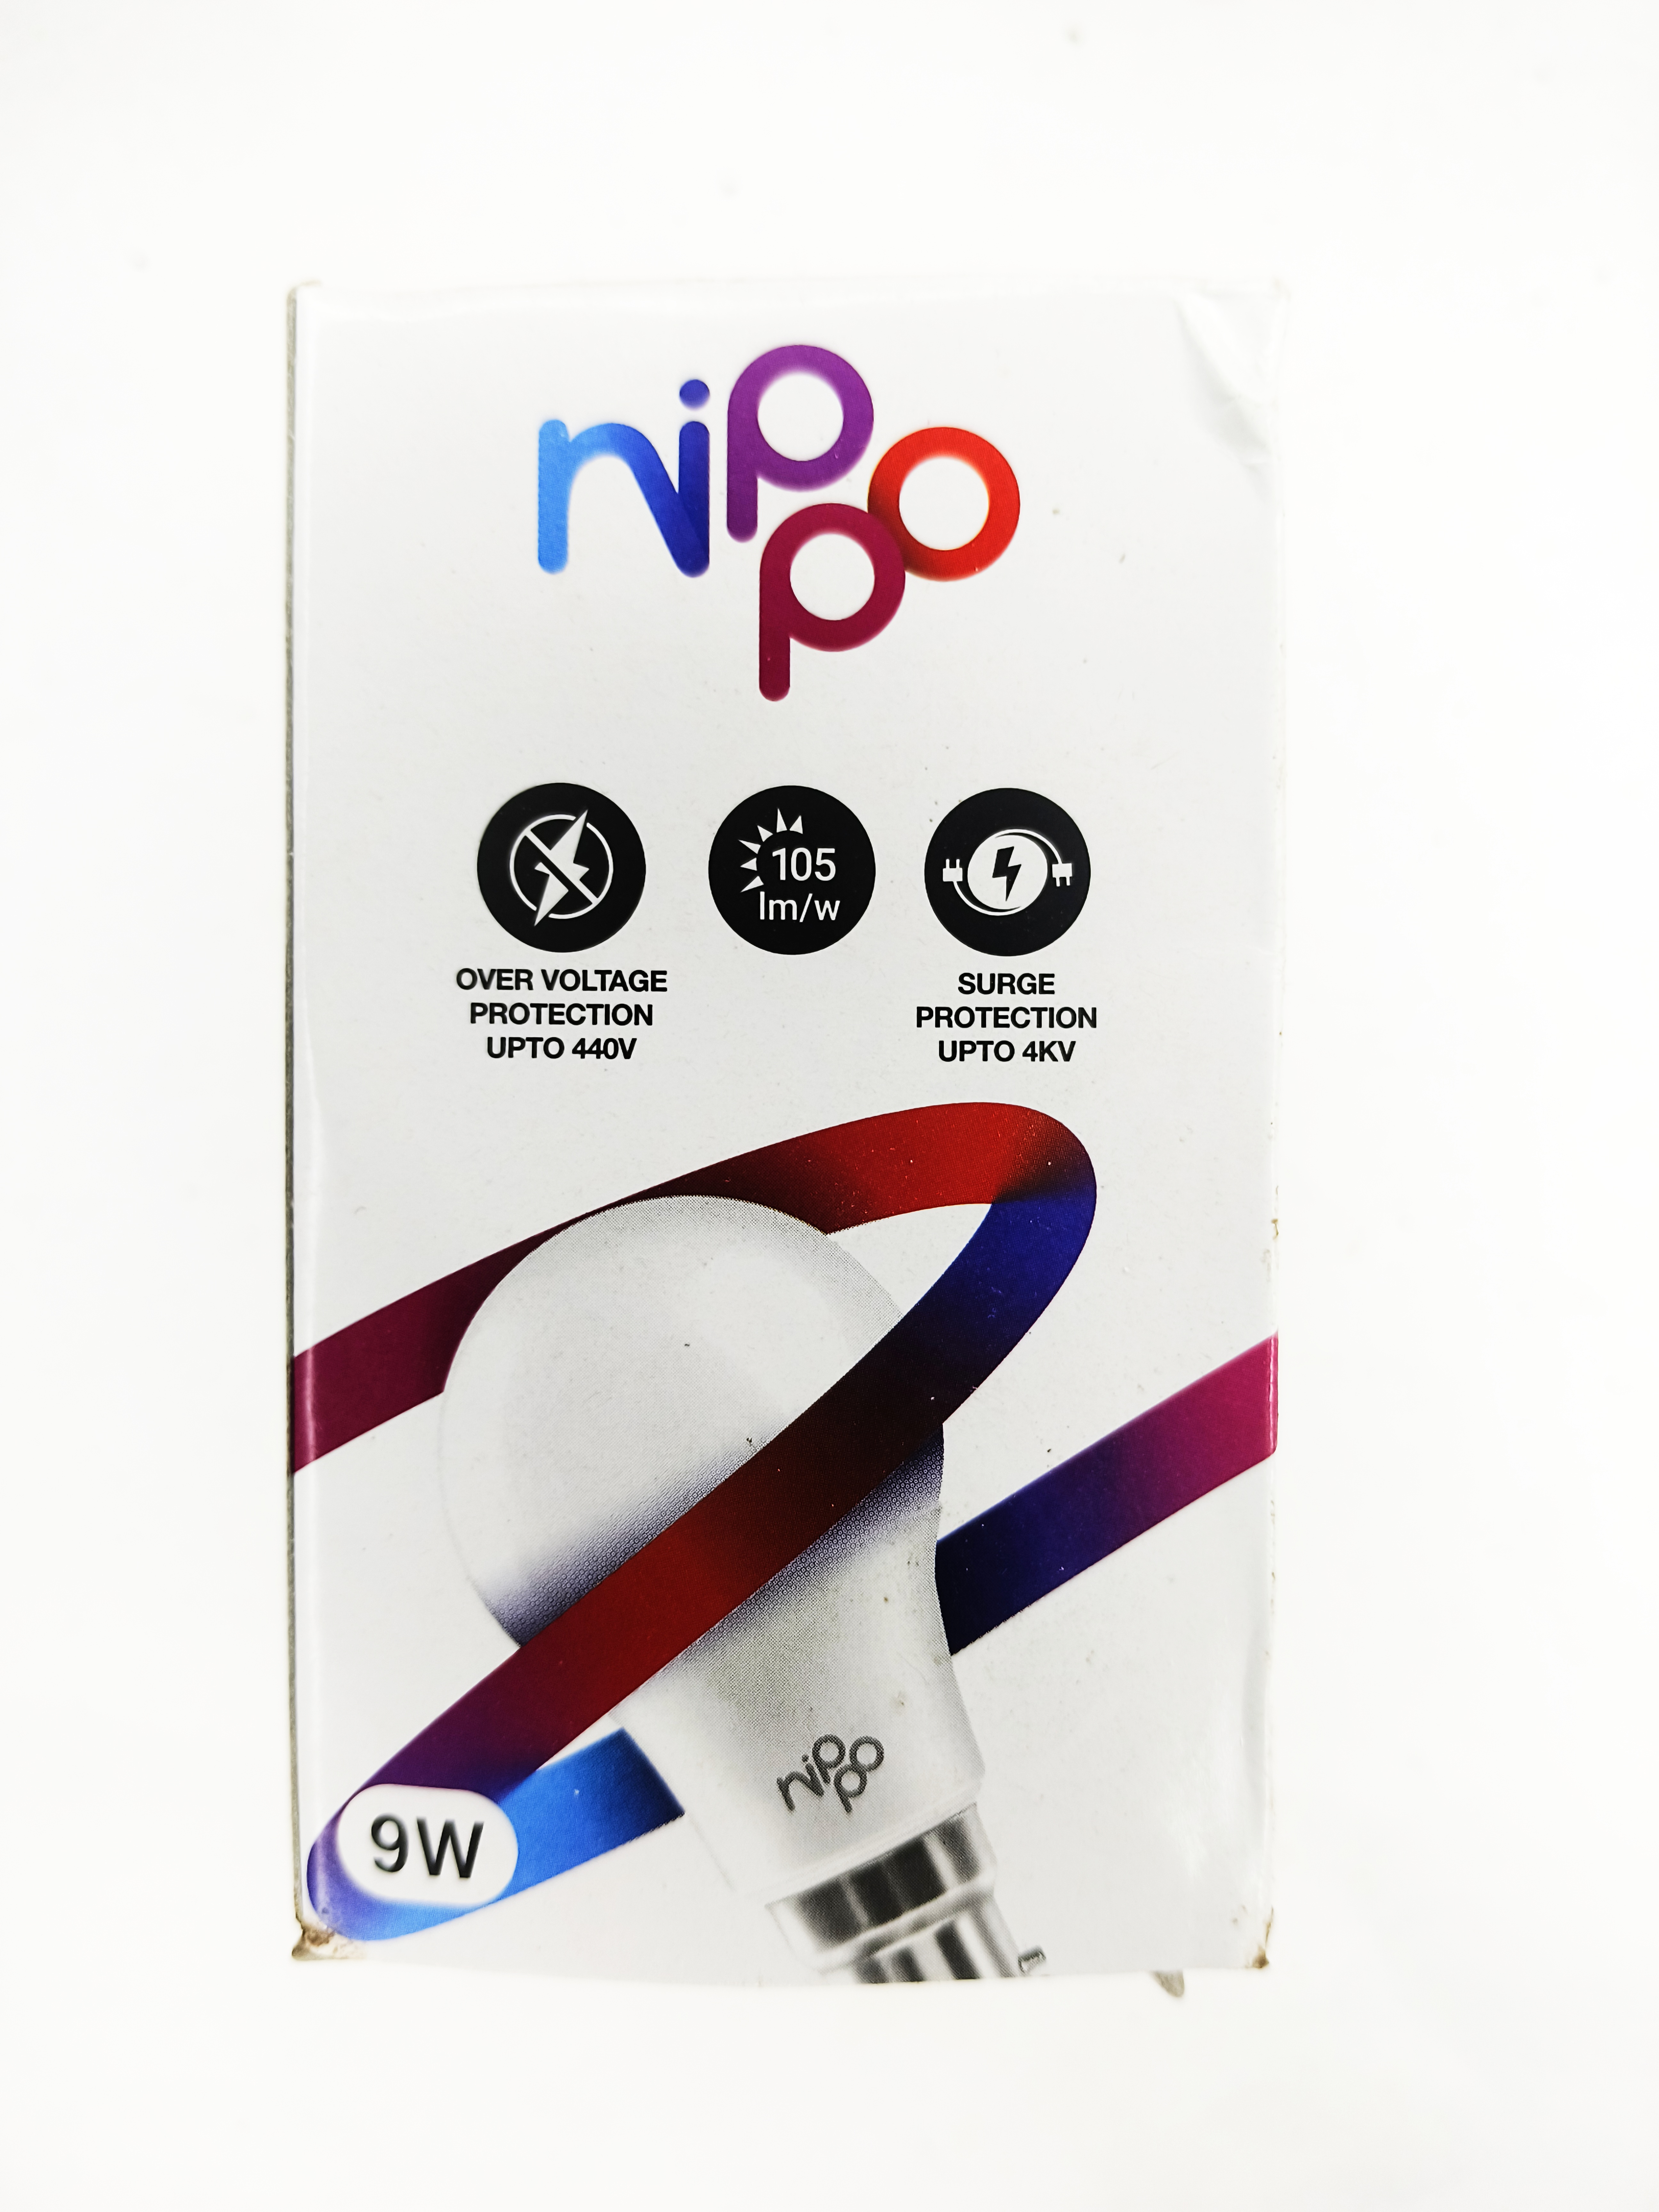 nippo
105
lm/w
OVER VOLTAGE
PROTECTION
UPTO 440V
SURGE
PROTECTION
UPTO 4KV
nippo
9W